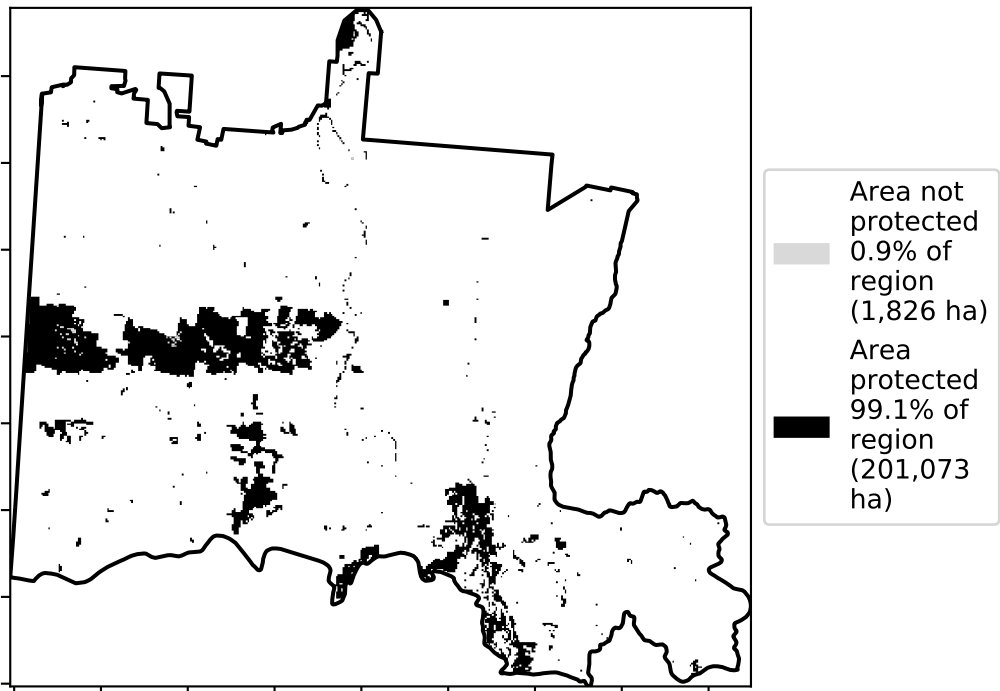 Area not
protected
0.9% of
region
(1,826 ha)
Area
protected
99.1% of
region
(201,073
ha)